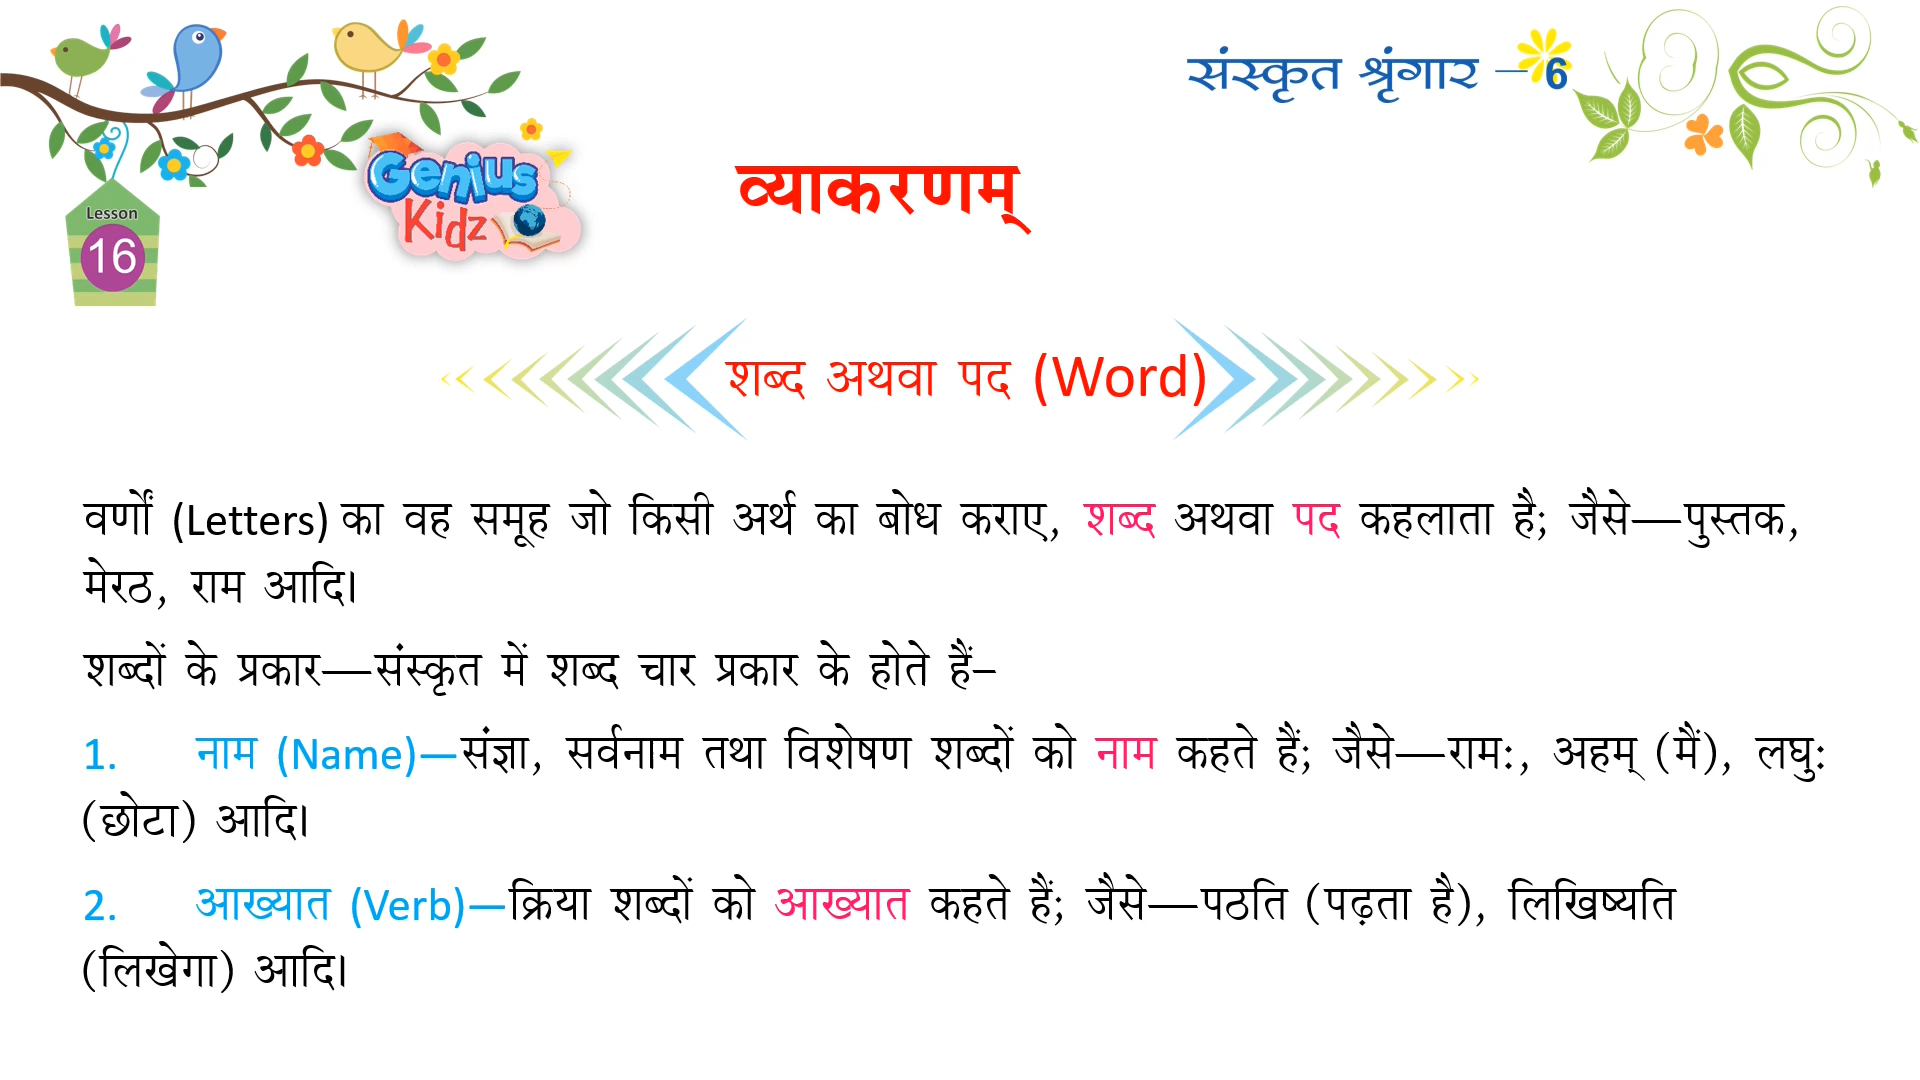 संस्कृत श्रृंगार – 6
Genius
Kidz
व्याकरणम्
Lesson
16
शब्द अथवा पद (Word)
वर्णों (Letters) का वह समूह जो किसी अर्थ का बोध कराए, शब्द अथवा पद कहलाता है; जैसे—पुस्तक,
मेरठ, राम आदि।
शब्दों के प्रकार—संस्कृत में शब्द चार प्रकार के होते हैं–
1. नाम (Name)—संज्ञा, सर्वनाम तथा विशेषण शब्दों को नाम कहते हैं; जैसे—रामः, अहम् (मैं), लघुः
(छोटा) आदि।
2. आख्यात (Verb)—क्रिया शब्दों को आख्यात कहते हैं; जैसे—पठति (पढ़ता है), लिखिष्यति
(लिखेगा) आदि।